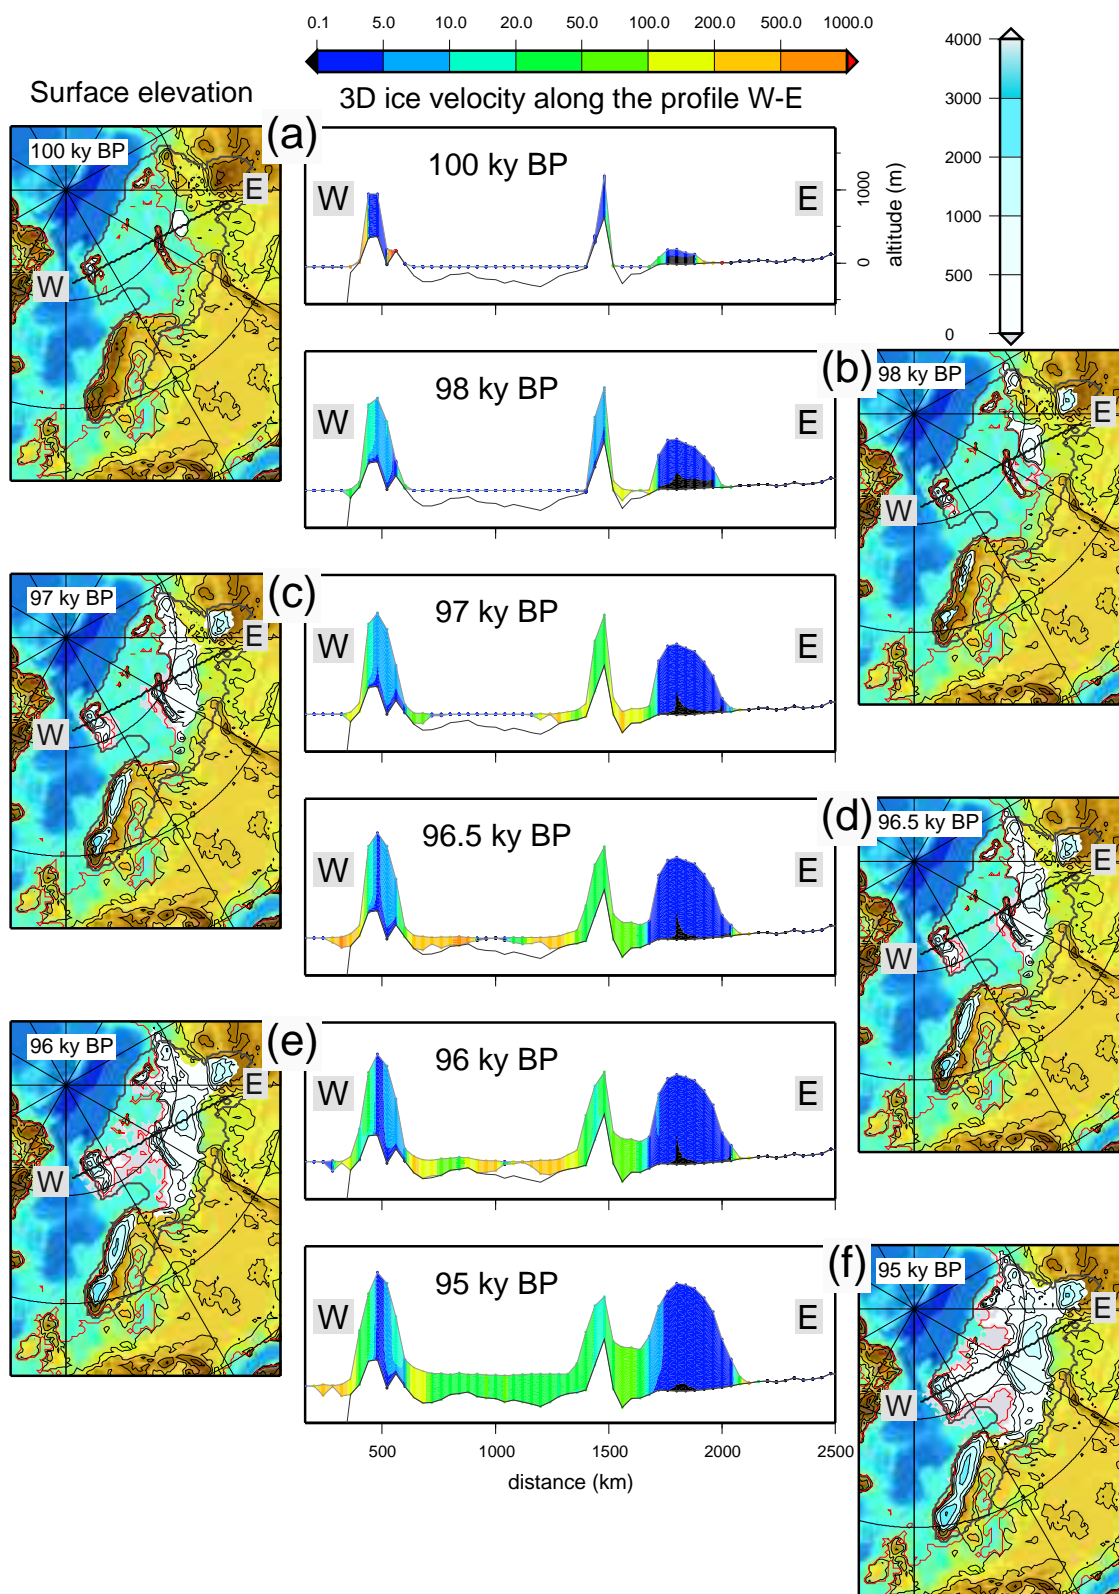 0.1 5.0 10.0 20.0 50.0 100.0 200.0 500.0 1000.0
Surface elevation
3D ice velocity along the profile W-E
4000
3000
2000
1000
500
0
(a)
100 ky BP
E
W
100 ky BP
W
E
1000
0
altitude (m)
98 ky BP
W
E
(b)
98 ky BP
E
W
(c)
97 ky BP
E
W
97 ky BP
W
E
96.5 ky BP
W
E
(d)
96.5 ky BP
E
W
(e)
96 ky BP
E
W
96 ky BP
W
E
95 ky BP
W
E
(f)
95 ky BP
E
W
500 1000 1500 2000 2500
distance (km)